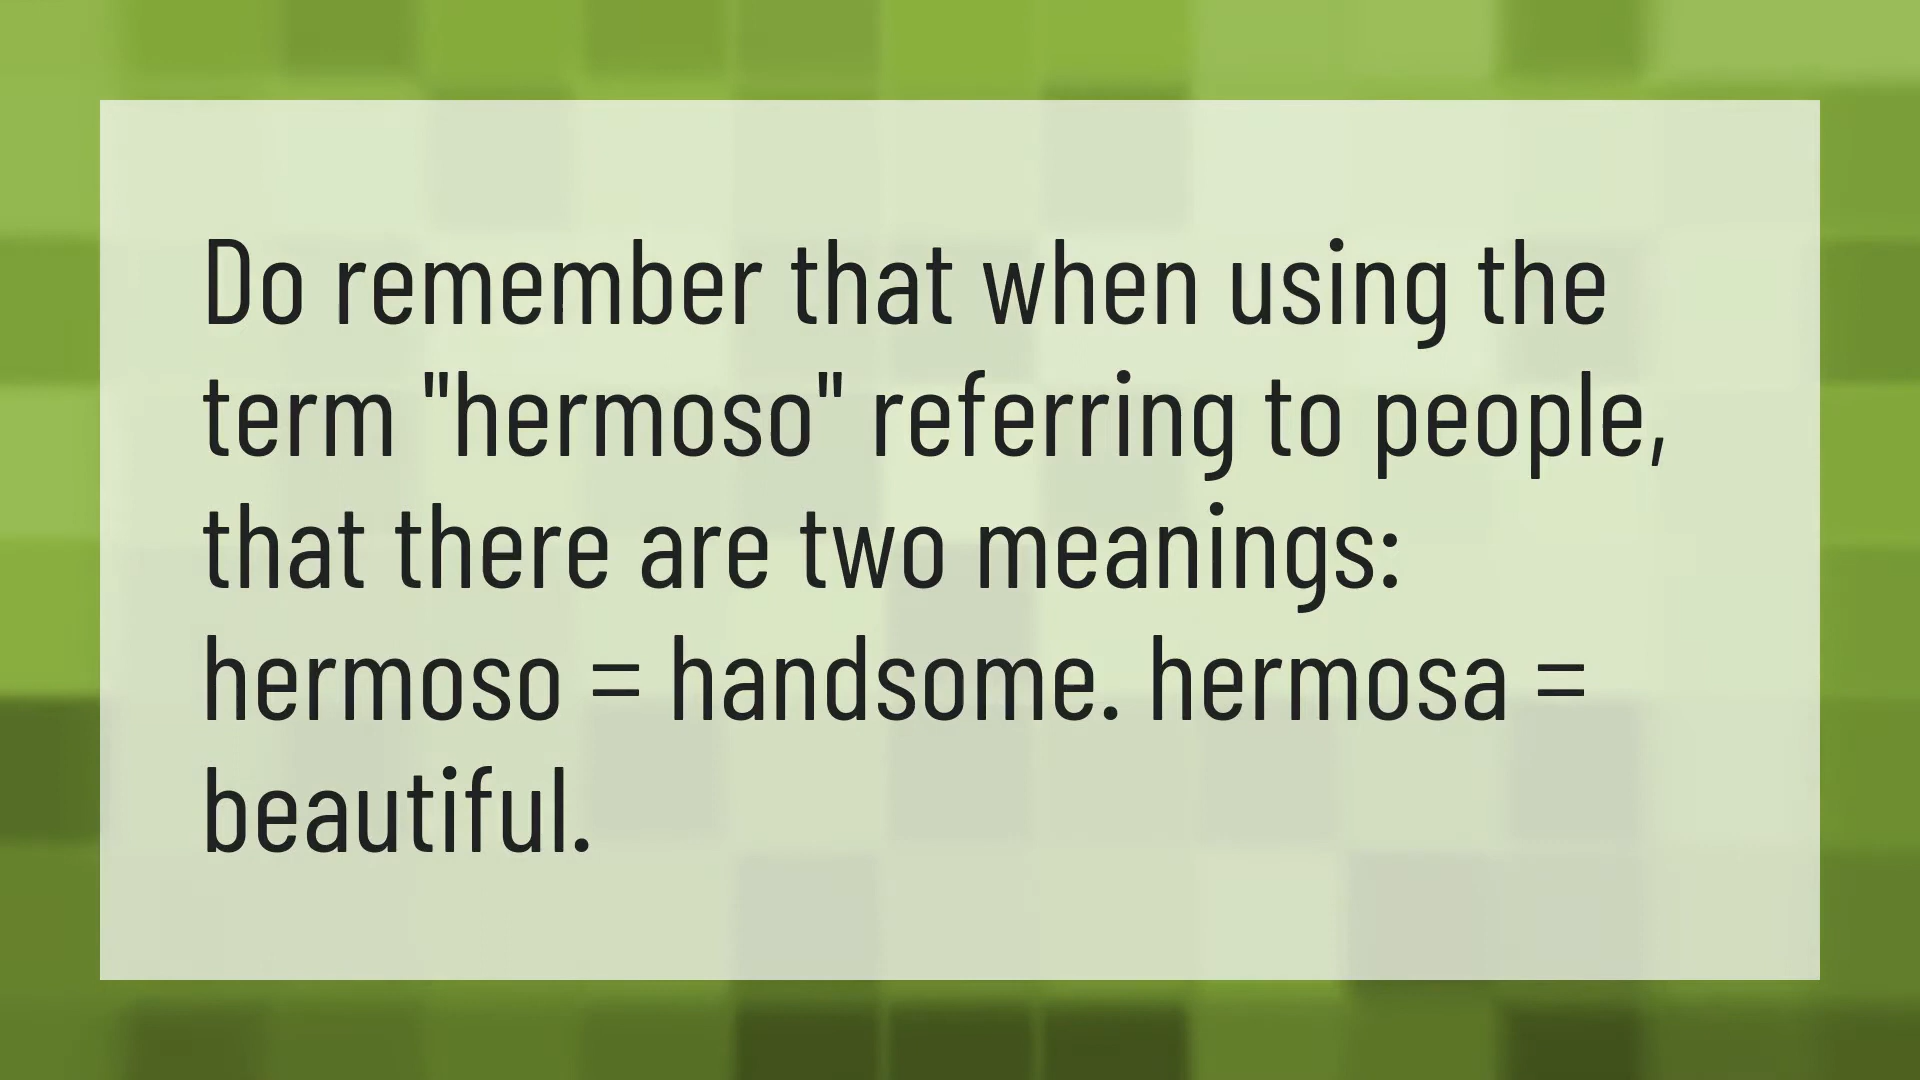 Do remember that when using the
term "hermoso" referring to people,
that there are two meanings:
hermoso = handsome. hermosa =
beautiful.